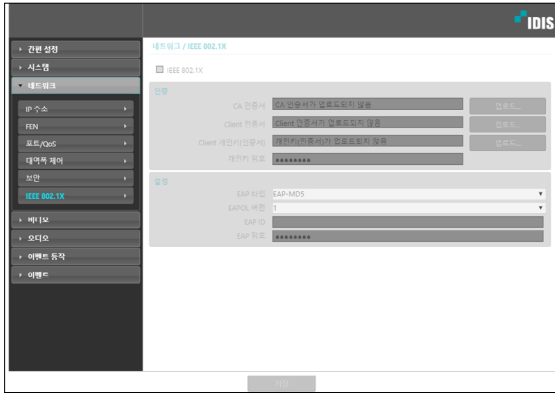 IDIS
간편 설정
시스템
네트워크
IP 주소
FEN
포트/QoS
대역폭 제어
보안
IEEE 802.1X
비디오
오디오
이벤트 동작
이벤트
네트워크 / IEEE 802.1X
IEEE 802.1X
인증
CA 인증서 CA 인증서가 업로드되지 않음 업로드...
Client 인증서 Client 인증서가 업로드되지 않음 업로드...
Client 개인키(인증서) 개인키(인증서)가 업로드되지 않음 업로드...
개인키 암호 ●●●●●●●●
설정
EAP 타입 EAP-MD5
EAPOL 버전 1
EAP ID
EAP 암호 ●●●●●●●●
저장